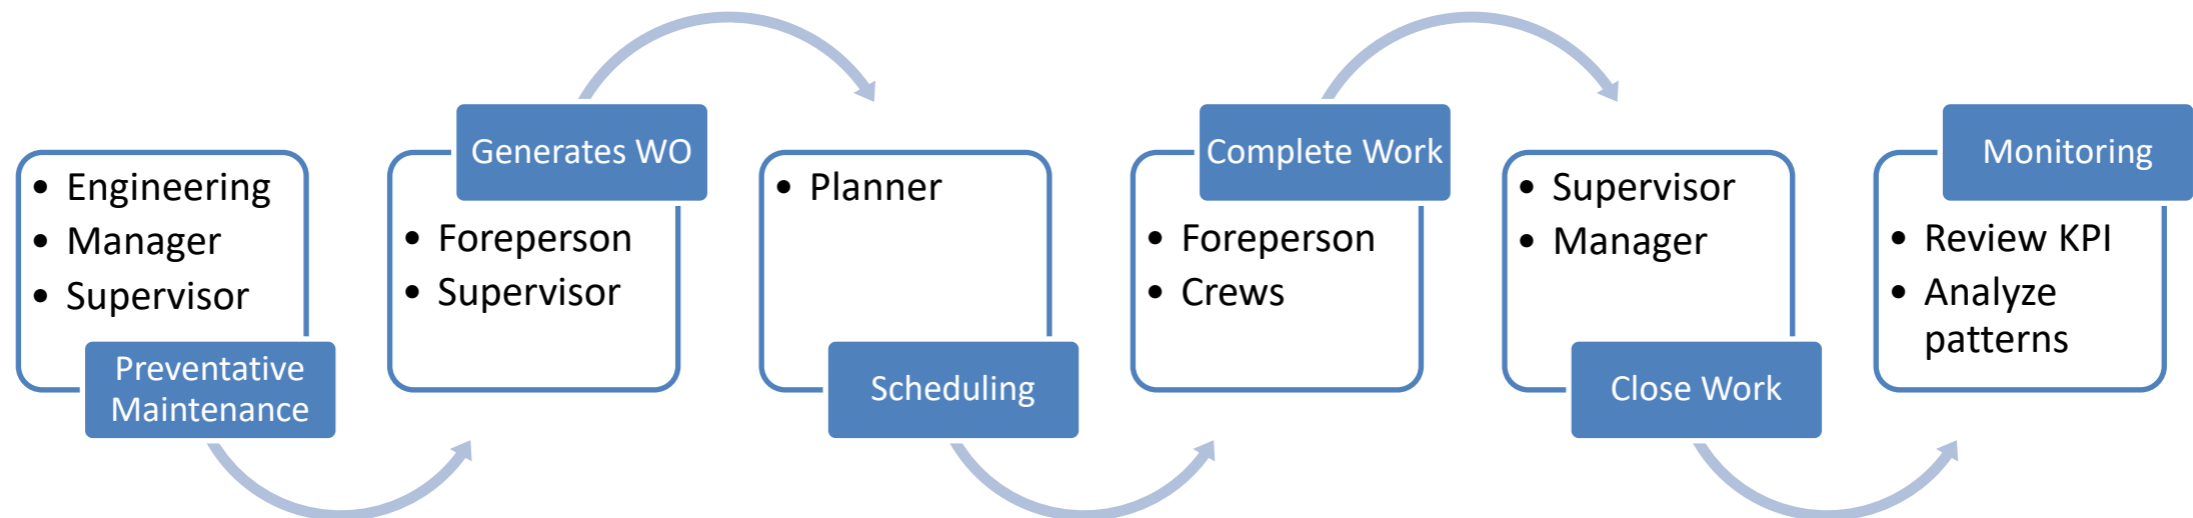 • Engineering
• Manager
• Supervisor
Preventative
Maintenance
Generates WO
• Foreperson
• Supervisor
• Planner
Scheduling
Complete Work
• Foreperson
• Crews
• Supervisor
• Manager
Close Work
Monitoring
• Review KPI
• Analyze
patterns